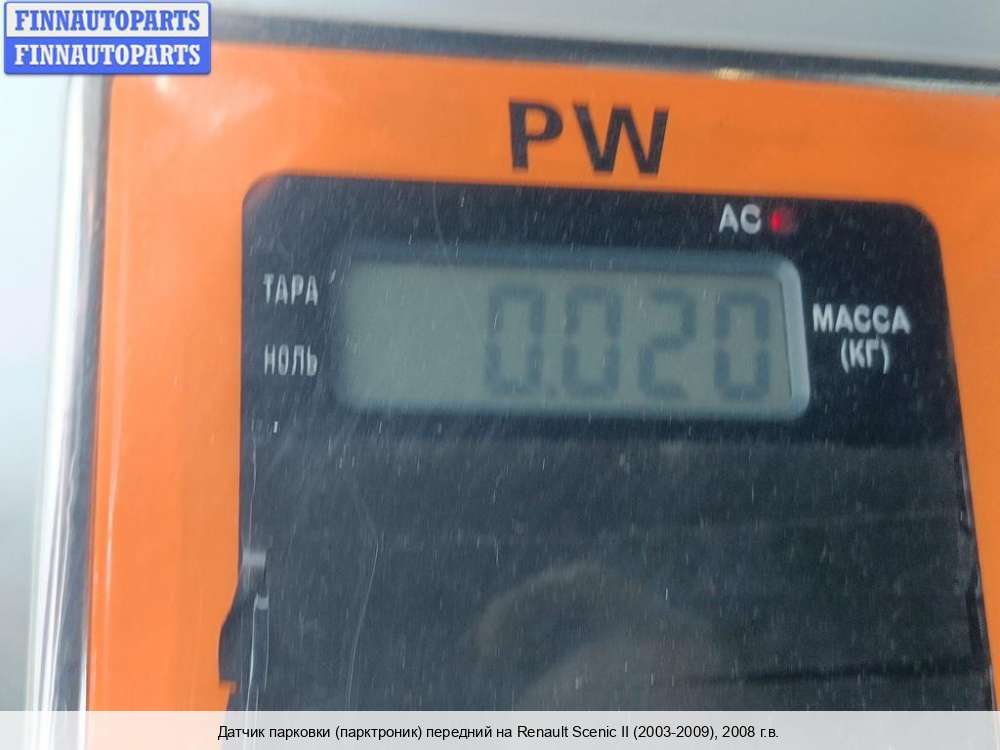 FINNAUTOPARTS
FINNAUTOPARTS
PW
AC
ТАРА
0.020
МАССА
(КГ)
НОЛЬ
Датчик парковки (парктроник) передний на Renault Scenic II (2003-2009), 2008 г.в.